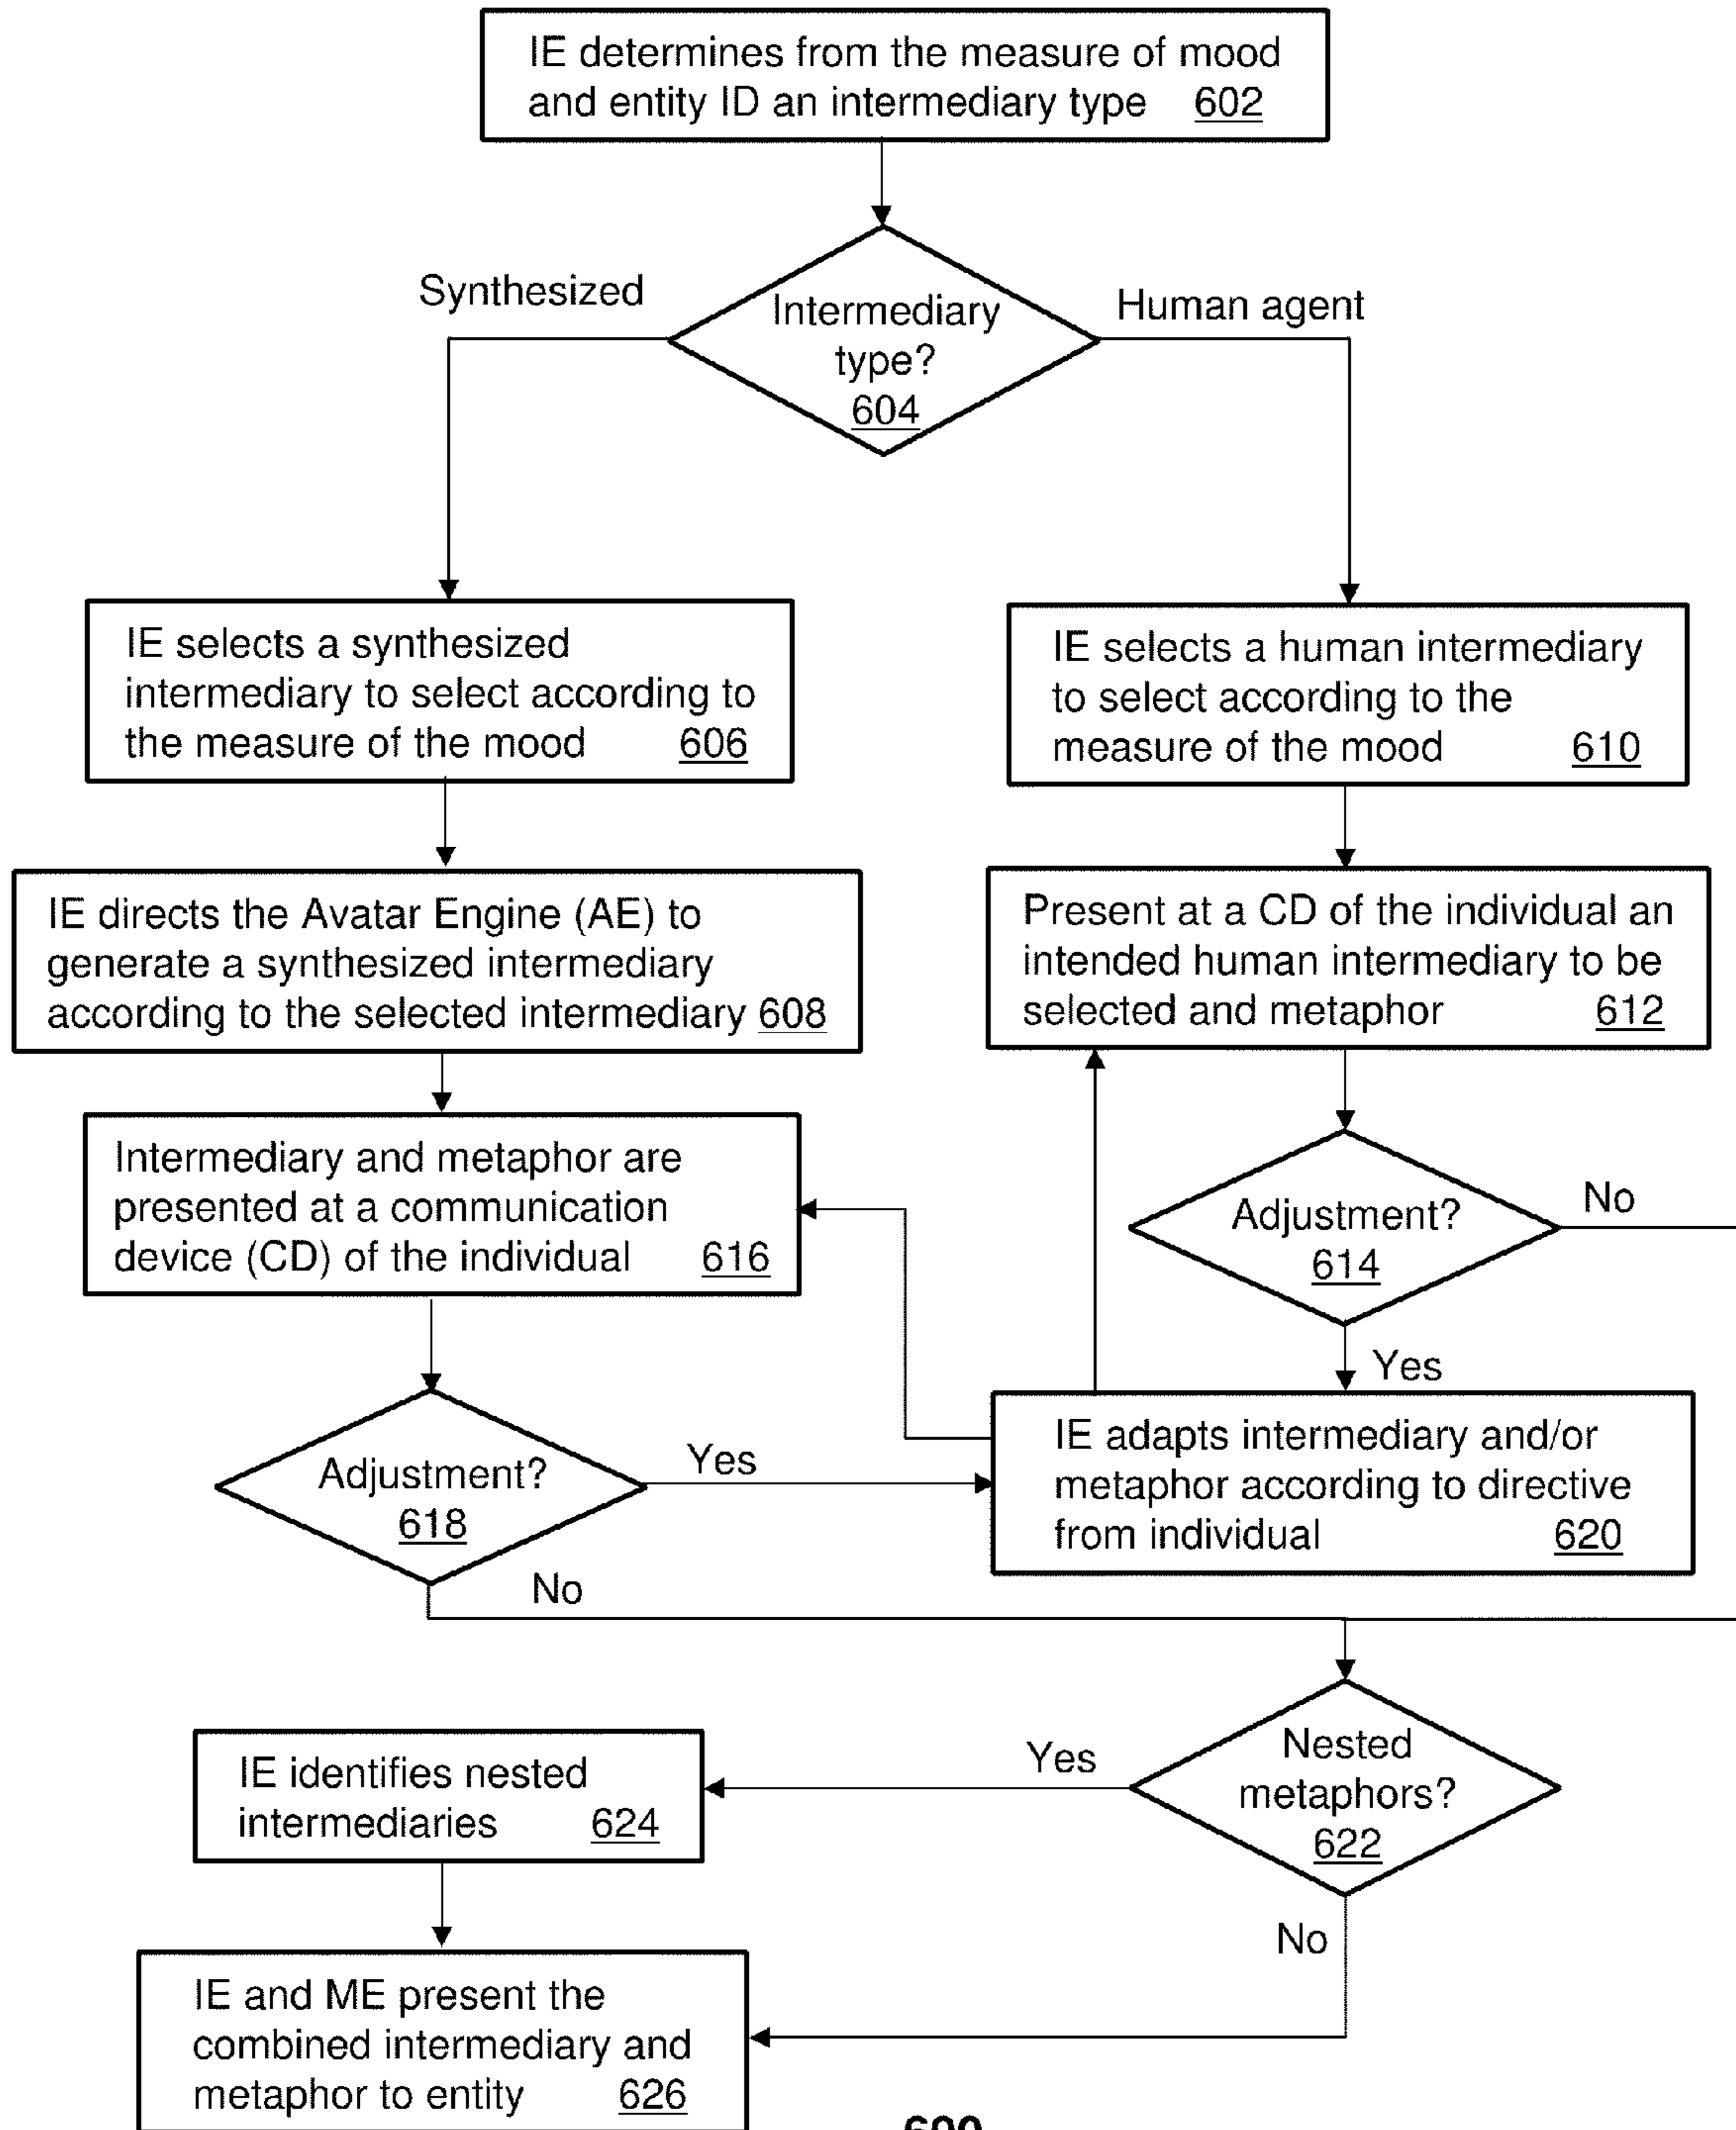 IE determines from the measure of mood
and entity ID an intermediary type 602
Synthesized
Intermediary
type?
604
Human agent
IE selects a synthesized
intermediary to select according to
the measure of the mood 606
IE selects a human intermediary
to select according to the
measure of the mood 610
IE directs the Avatar Engine (AE) to
generate a synthesized intermediary
according to the selected intermediary 608
Present at a CD of the individual an
intended human intermediary to be
selected and metaphor 612
Intermediary and metaphor are
presented at a communication
device (CD) of the individual 616
Adjustment?
614
No
Yes
Adjustment?
618
Yes
No
IE adapts intermediary and/or
metaphor according to directive
from individual 620
Nested
metaphors?
622
Yes
No
IE identifies nested
intermediaries 624
IE and ME present the
combined intermediary and
metaphor to entity 626